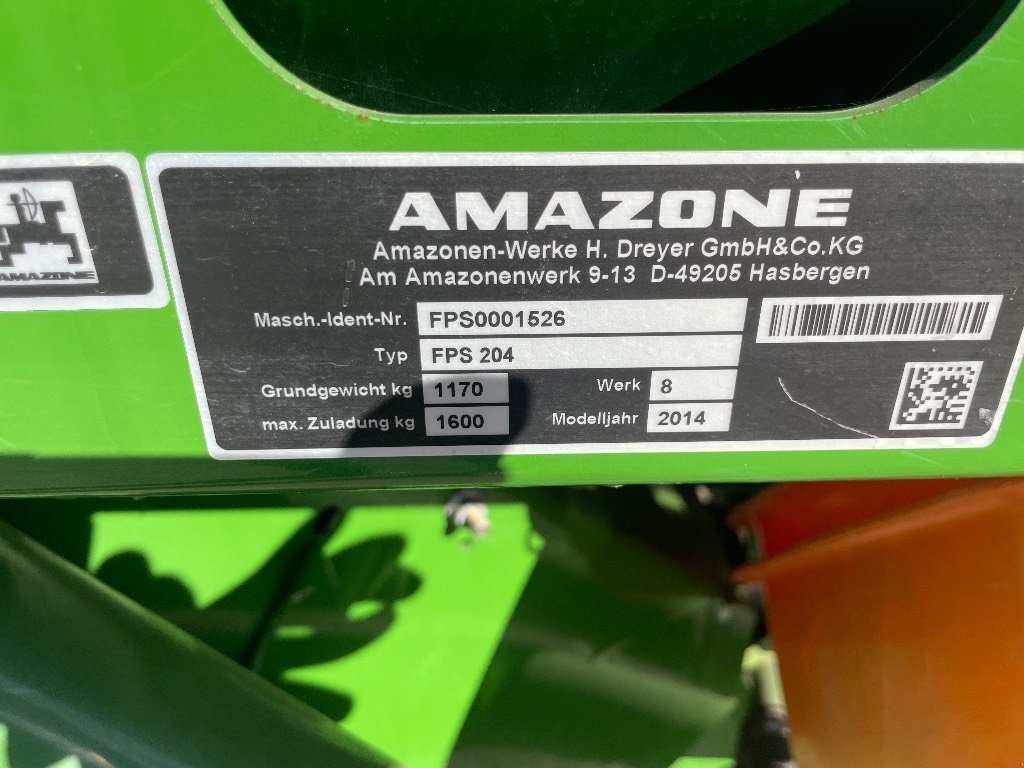 AMAZONE
AMAZONE
Amazonen-Werke H. Dreyer GmbH&Co.KG
Am Amazonenwerk 9-13 D-49205 Hasbergen
Masch.-Ident-Nr. FPS0001526
Typ FPS 204
Grundgewicht kg 1170 Werk 8
max. Zuladung kg 1600 Modelljahr 2014